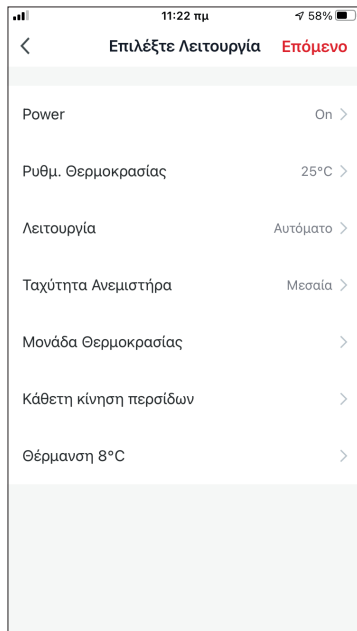 11:22 πμ 58%
Επιλέξτε Λειτουργία Επόμενο
Power On
Ρυθμ. Θερμοκρασίας 25°C
Λειτουργία Αυτόματο
Ταχύτητα Ανεμιστήρα Μεσαία
Μονάδα Θερμοκρασίας
Κάθετη κίνηση περσίδων
Θέρμανση 8°C